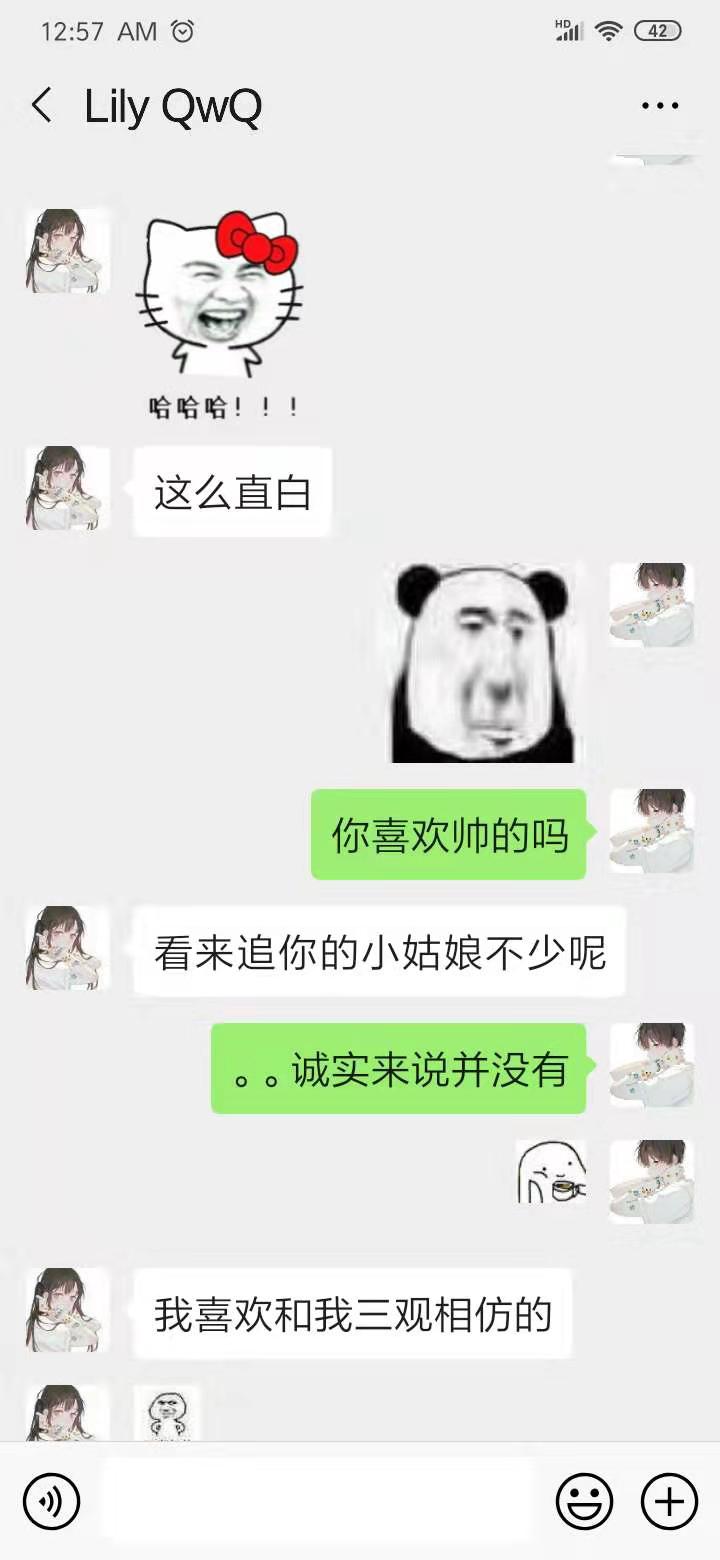 12:57 AM
HD
42
Lily QwQ
哈哈哈！！！
这么直白
你喜欢帅的吗
看来追你的小姑娘不少呢
。。诚实来说并没有
我喜欢和我三观相仿的